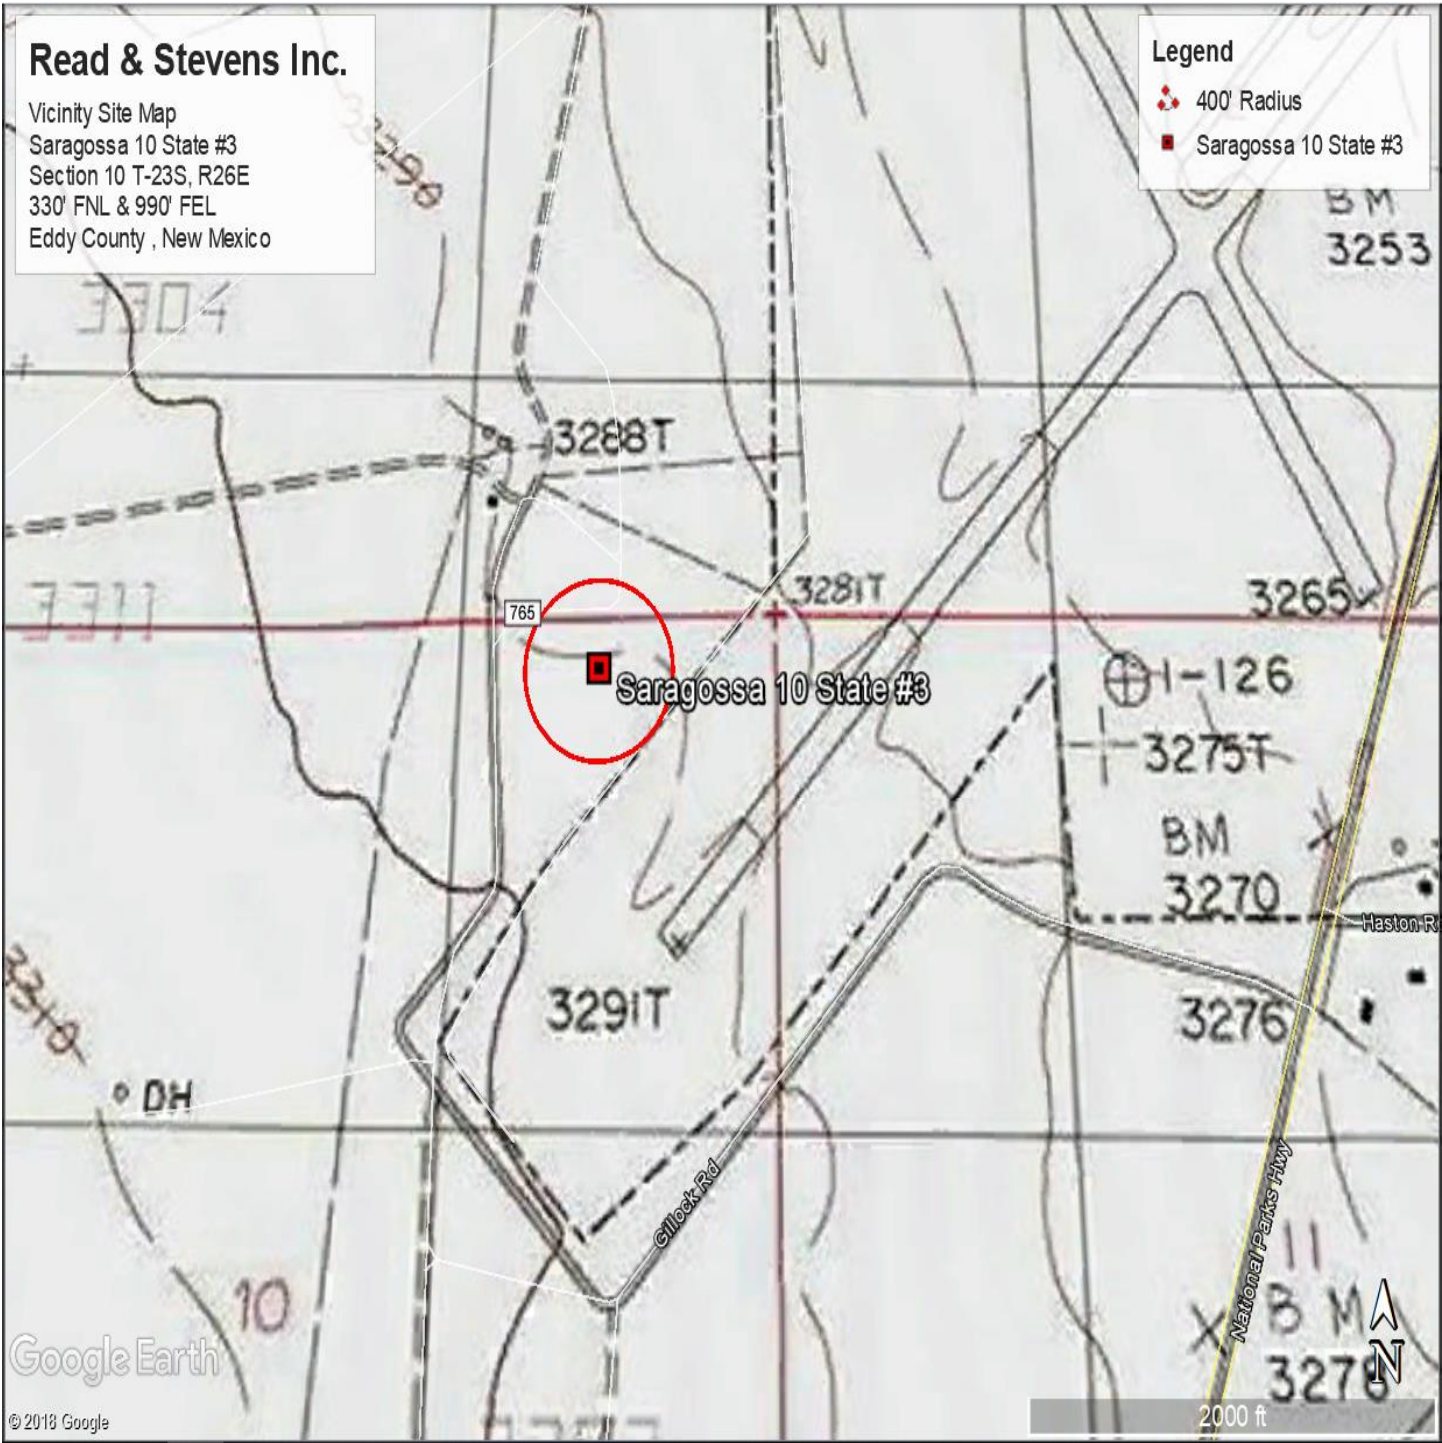 Read & Stevens Inc.
Vicinity Site Map
Saragossa 10 State #3
Section 10 T-23S, R26E
330' FNL & 990' FEL
Eddy County , New Mexico
Legend
400' Radius
Saragossa 10 State #3
3290
BM
3253
3304
3288T
3311
765
3281T
3265
Saragossa 10 State #3
1-126
3275T
BM
3270
Haston R
3310
3291T
3276
DH
Gillock Rd
National Parks Hwy
10
11
BM
3278
N
Google Earth
© 2018 Google
2000 ft